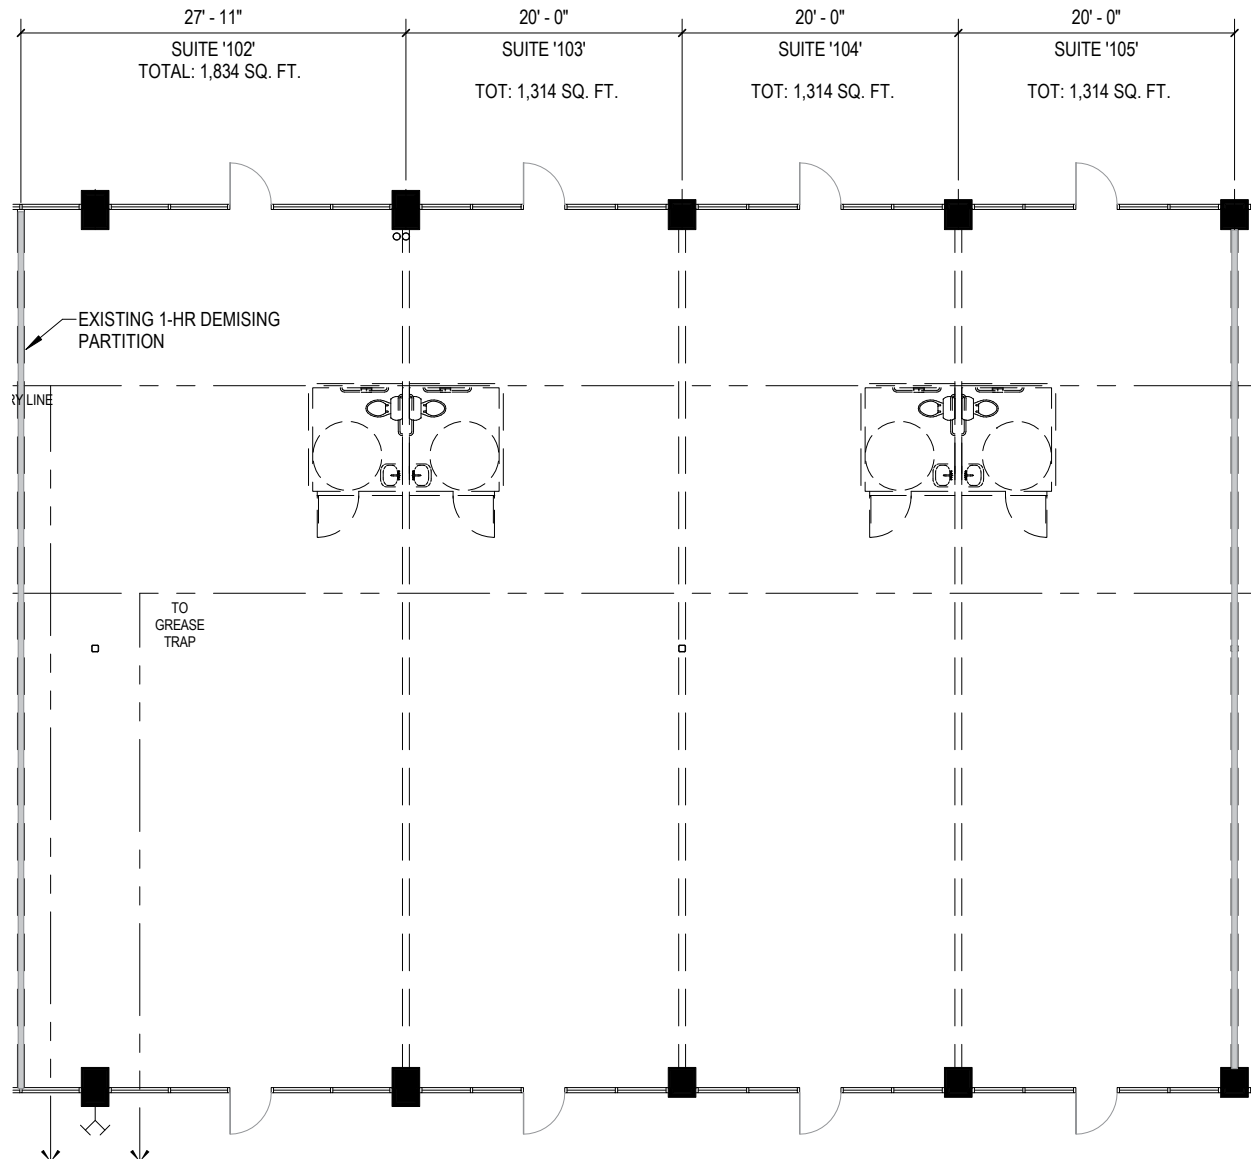 27' - 11" 20' - 0" 20' - 0" 20' - 0"
SUITE '102' SUITE '103' SUITE '104' SUITE '105'
TOTAL: 1,834 SQ. FT.
TOT: 1,314 SQ. FT. TOT: 1,314 SQ. FT. TOT: 1,314 SQ. FT.
EXISTING 1-HR DEMISING
PARTITION
LINE
TO
GREASE
TRAP